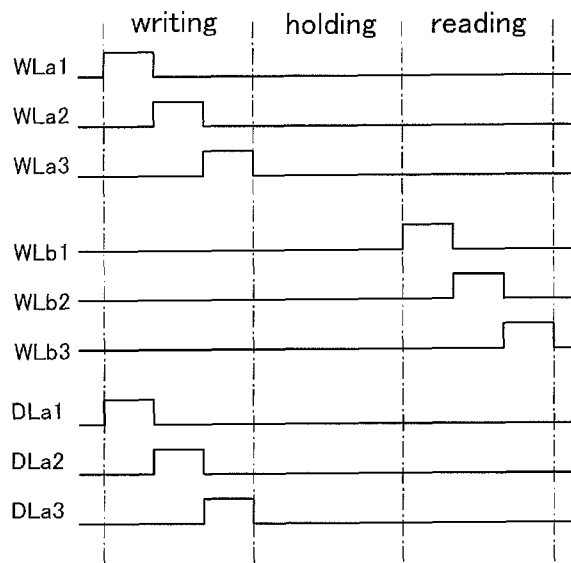 writing holding reading
WLa1
WLa2
WLa3
WLb1
WLb2
WLb3
DLa1
DLa2
DLa3